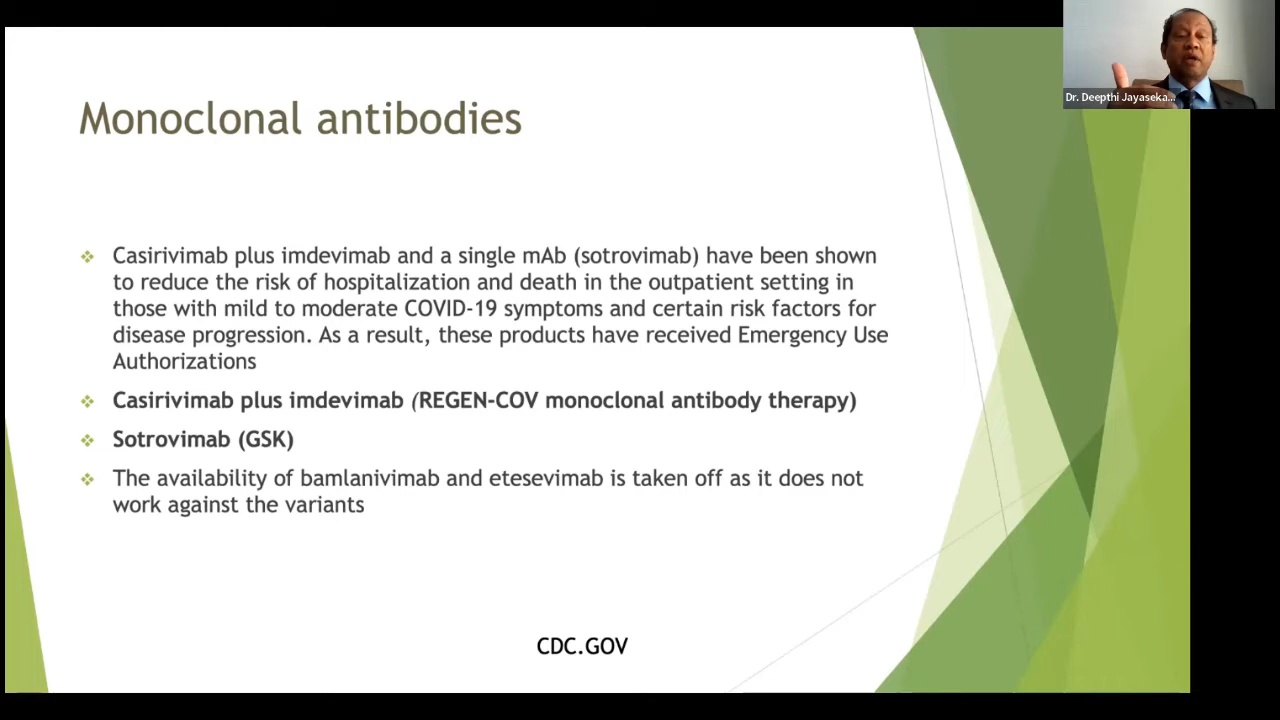 Dr. Deepthi Jayaseka...
Monoclonal antibodies
Casirivimab plus imdevimab and a single mAb (sotrovimab) have been shown
to reduce the risk of hospitalization and death in the outpatient setting in
those with mild to moderate COVID-19 symptoms and certain risk factors for
disease progression. As a result, these products have received Emergency Use
Authorizations
Casirivimab plus imdevimab (REGEN-COV monoclonal antibody therapy)
Sotrovimab (GSK)
The availability of bamlanivimab and etesevimab is taken off as it does not
work against the variants
CDC.GOV